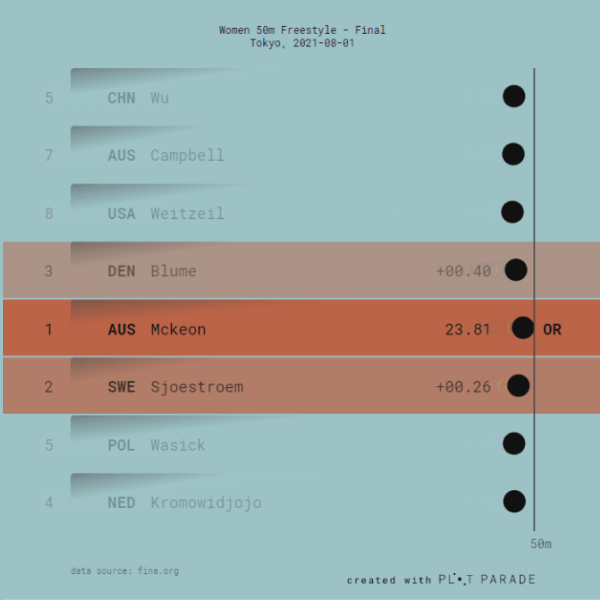 Women 50m Freestyle - Final
Tokyo, 2021-08-01
5 CHN Wu
7 AUS Campbell
8 USA Weitzeil
3 DEN Blume +00.40
1 AUS Mckeon 23.81 OR
2 SWE Sjoestroem +00.26
5 POL Wasick
4 NED Kromowidjojo
50m
data source: fina.org
created with PLOT PARADE